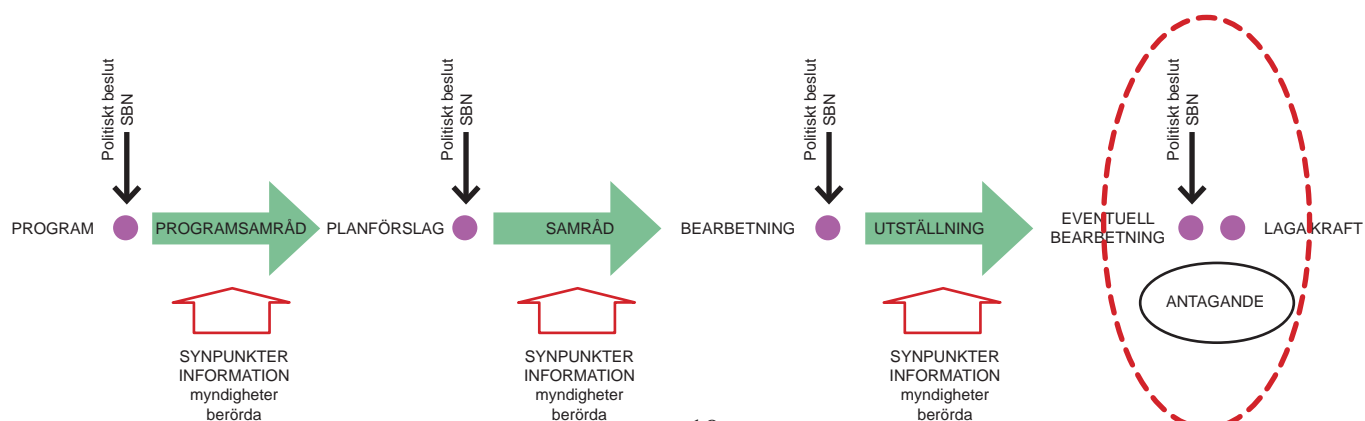 Politiskt beslut
SBN
Politiskt beslut
SBN
Politiskt beslut
SBN
Politiskt beslut
SBN
PROGRAM
PROGRAMSAMRÅD
PLANFÖRSLAG
SAMRÅD
BEARBETNING
UTSTÄLLNING
EVENTUELL
BEARBETNING
LAGA KRAFT
ANTAGANDE
SYNPUNKTER
INFORMATION
myndigheter
berörda
SYNPUNKTER
INFORMATION
myndigheter
berörda
SYNPUNKTER
INFORMATION
myndigheter
berörda